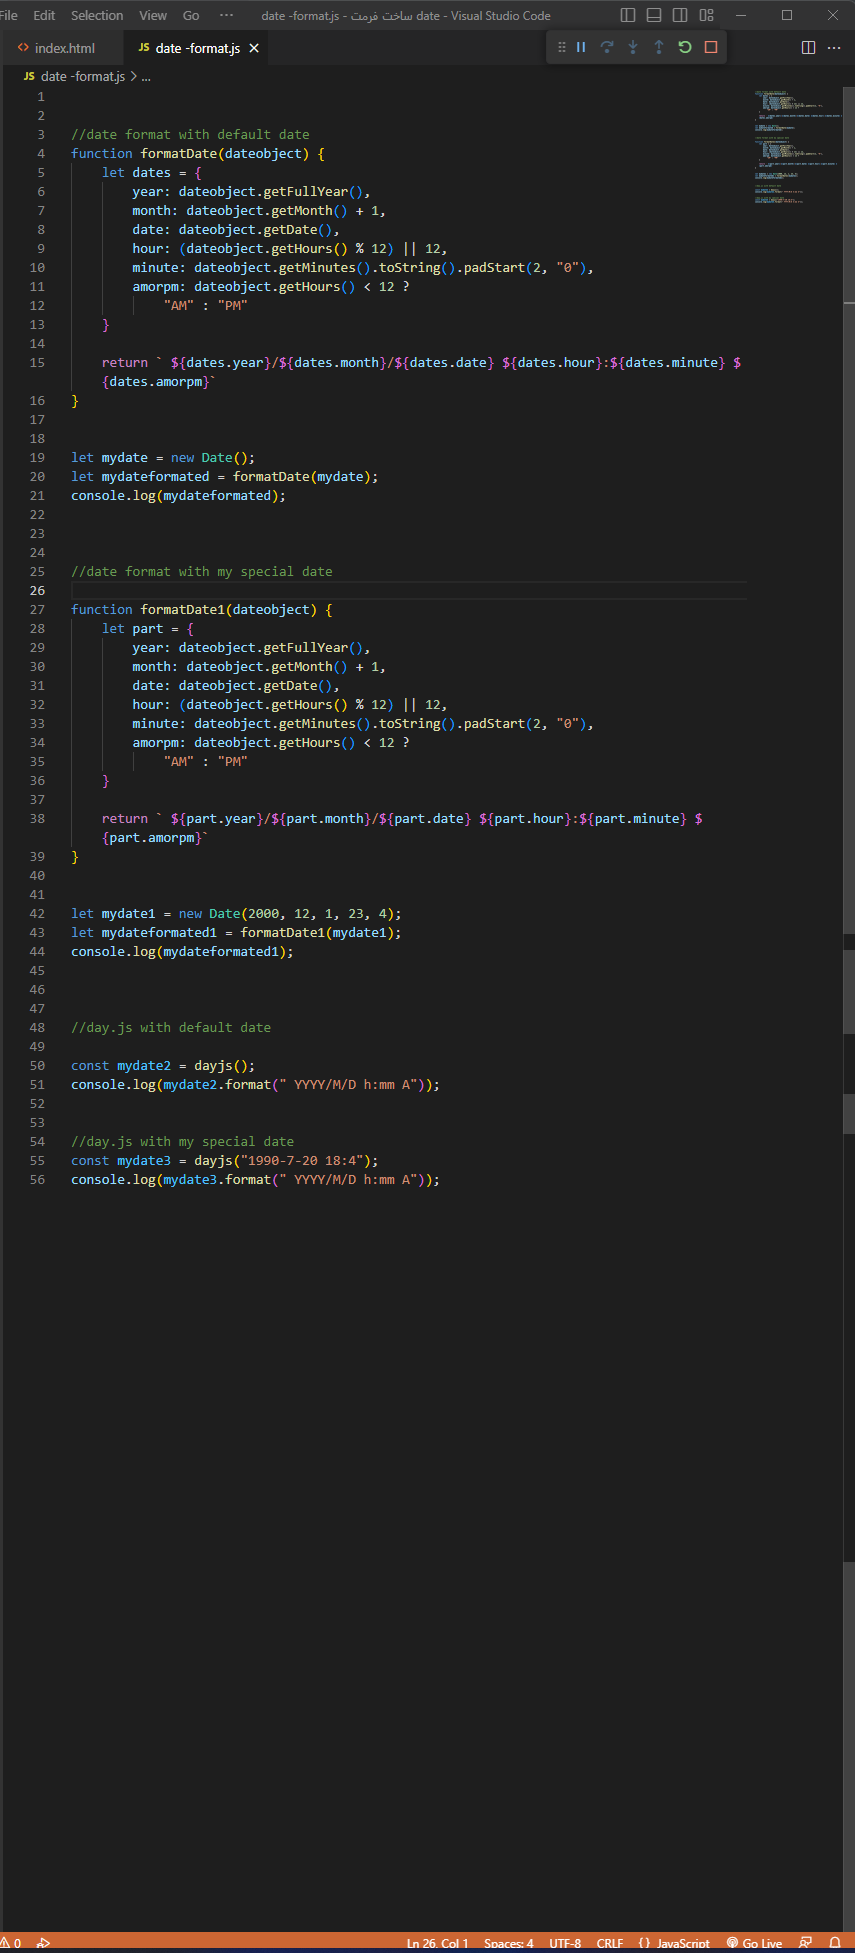 File Edit Selection View Go ··· date -format.js - ساخت فرمت date - Visual Studio Code
<> index.html JS date -format.js
JS date -format.js > ...
1
2
3 //date format with default date
4 function formatDate(dateobject) {
5 let dates = {
6 year: dateobject.getFullYear(),
7 month: dateobject.getMonth() + 1,
8 date: dateobject.getDate(),
9 hour: (dateobject.getHours() % 12) || 12,
10 minute: dateobject.getMinutes().toString().padStart(2, "0"),
11 amorpm: dateobject.getHours() < 12 ?
12 "AM" : "PM"
13 }
14
15 return ` ${dates.year}/${dates.month}/${dates.date} ${dates.hour}:${dates.minute} $
{dates.amorpm}`
16 }
17
18
19 let mydate = new Date();
20 let mydateformated = formatDate(mydate);
21 console.log(mydateformated);
22
23
24
25 //date format with my special date
26
27 function formatDate1(dateobject) {
28 let part = {
29 year: dateobject.getFullYear(),
30 month: dateobject.getMonth() + 1,
31 date: dateobject.getDate(),
32 hour: (dateobject.getHours() % 12) || 12,
33 minute: dateobject.getMinutes().toString().padStart(2, "0"),
34 amorpm: dateobject.getHours() < 12 ?
35 "AM" : "PM"
36 }
37
38 return ` ${part.year}/${part.month}/${part.date} ${part.hour}:${part.minute} $
{part.amorpm}`
39 }
40
41
42 let mydate1 = new Date(2000, 12, 1, 23, 4);
43 let mydateformated1 = formatDate1(mydate1);
44 console.log(mydateformated1);
45
46
47
48 //day.js with default date
49
50 const mydate2 = dayjs();
51 console.log(mydate2.format(" YYYY/M/D h:mm A"));
52
53
54 //day.js with my special date
55 const mydate3 = dayjs("1990-7-20 18:4");
56 console.log(mydate3.format(" YYYY/M/D h:mm A"));
0 Ln 26, Col 1 Spaces: 4 UTF-8 CRLF {} JavaScript Go Live